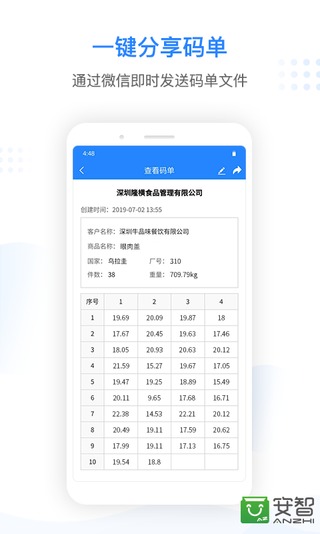 一键分享码单
通过微信即时发送码单文件
4:48
查看码单
深圳隆横食品管理有限公司
创建时间：2019-07-02 13:55
客户名称：深圳牛品味餐饮有限公司
商品名称：眼肉盖
国家：乌拉圭 厂号：310
件数：38 重量：709.79kg
序号 1 2 3 4
1 19.69 20.09 19.87 18
2 17.67 20.45 19.63 17.46
3 18.05 20.93 20.63 20.63
4 21.59 15.27 19.67 17.05
5 19.47 19.25 18.89 15.49
6 20.11 9.65 17.68 16.71
7 22.38 14.53 22.21 20.62
8 20.49 19.11 17.59 20.62
9 17.99 19.11 17.13 16.75
10 19.54 18.8
安智
ANZHI